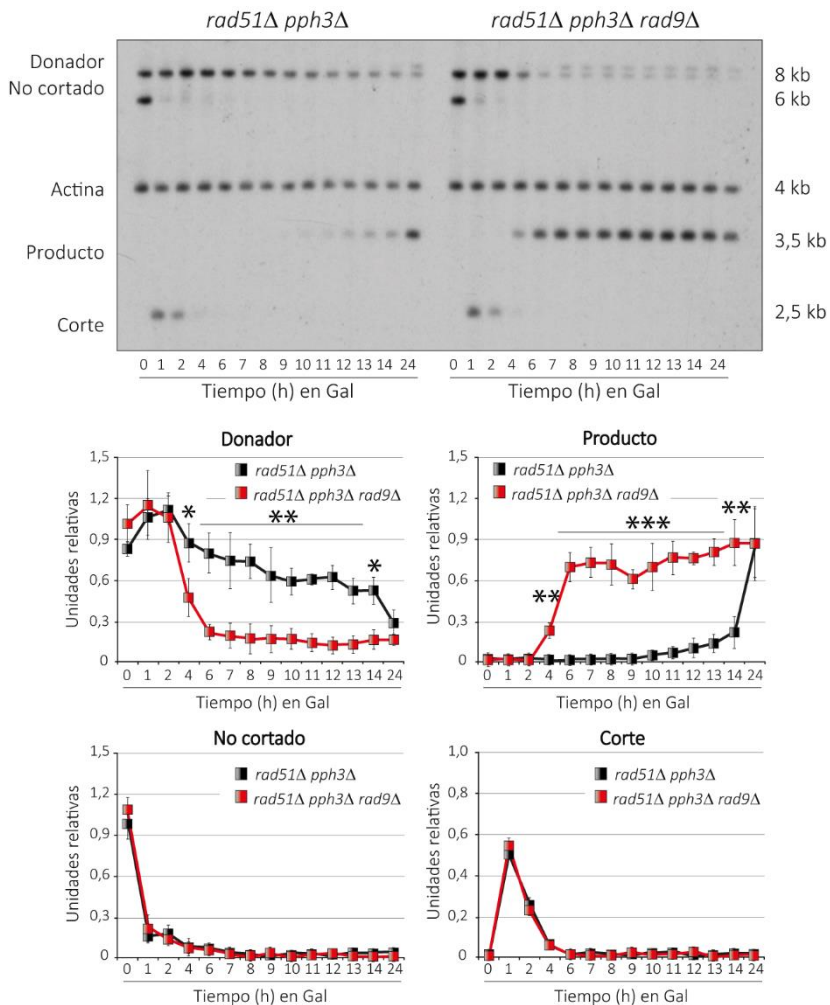 rad51Δ pph3Δ rad51Δ pph3Δ rad9Δ
Donador
No cortado
8 kb
6 kb
Actina
4 kb
Producto
3,5 kb
Corte
2,5 kb
0 1 2 4 6 7 8 9 10 11 12 13 14 24 0 1 2 4 6 7 8 9 10 11 12 13 14 24
Tiempo (h) en Gal Tiempo (h) en Gal
Donador
Unidades relativas
1,5
1,2
0,9
0,6
0,3
0
rad51Δ pph3Δ
rad51Δ pph3Δ rad9Δ
* ** *
0 1 2 4 6 7 8 9 10 11 12 13 14 24
Tiempo (h) en Gal
Producto
Unidades relativas
1,5
1,2
0,9
0,6
0,3
0
rad51Δ pph3Δ
rad51Δ pph3Δ rad9Δ
** *** **
0 1 2 4 6 7 8 9 10 11 12 13 14 24
Tiempo (h) en Gal
No cortado
Unidades relativas
1,5
1,2
0,9
0,3
0
rad51Δ pph3Δ
rad51Δ pph3Δ rad9Δ
0 1 2 4 6 7 8 9 10 11 12 13 14 24
Tiempo (h) en Gal
Corte
Unidades relativas
1,0
0,8
0,6
0,4
0,2
0
rad51Δ pph3Δ
rad51Δ pph3Δ rad9Δ
0 1 2 4 6 7 8 9 10 11 12 13 14 24
Tiempo (h) en Gal